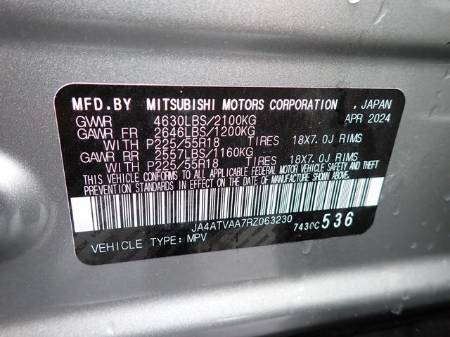 MFD.BY MITSUBISHI MOTORS CORPORATION , JAPAN
GVWR 4630LBS/2100KG APR 2024
GAWR FR 2646LBS/1200KG
WITH P225/55R18 TIRES 18X7.0J RIMS
GAWR RR 2557LBS/1160KG
WITH P225/55R18 TIRES 18X7.0J RIMS
THIS VEHICLE CONFORMS TO ALL APPLICABLE FEDERAL MOTOR VEHICLE SAFETY
AND THEFT PREVENTION STANDARDS IN EFFECT ON THE DATE OF
MANUFACTURE SHOWN ABOVE.
JA4ATVAA7RZ063230
VEHICLE TYPE: MPV 7430C 536